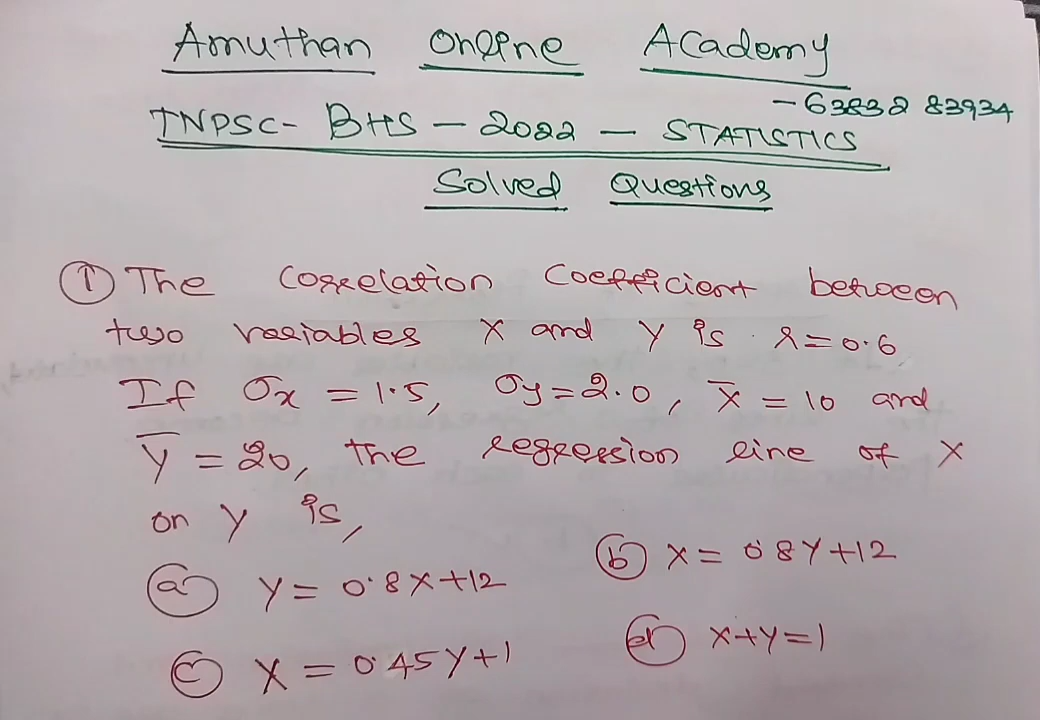 Amuthan Online Academy
- 63832 83934
TNPSC- BHS - 2022 - STATISTICS
Solved Questions
① The Correlation Coefficient between
two variables X and Y is r=0.6
If σx = 1.5, σy=2.0, X̅ = 10 and
Y̅ = 20, the regression line of X
on Y is,
ⓐ Y= 0.8X+12
ⓑ X= 0.8Y+12
ⓒ X = 0.45Y+1
ⓓ X+Y=1